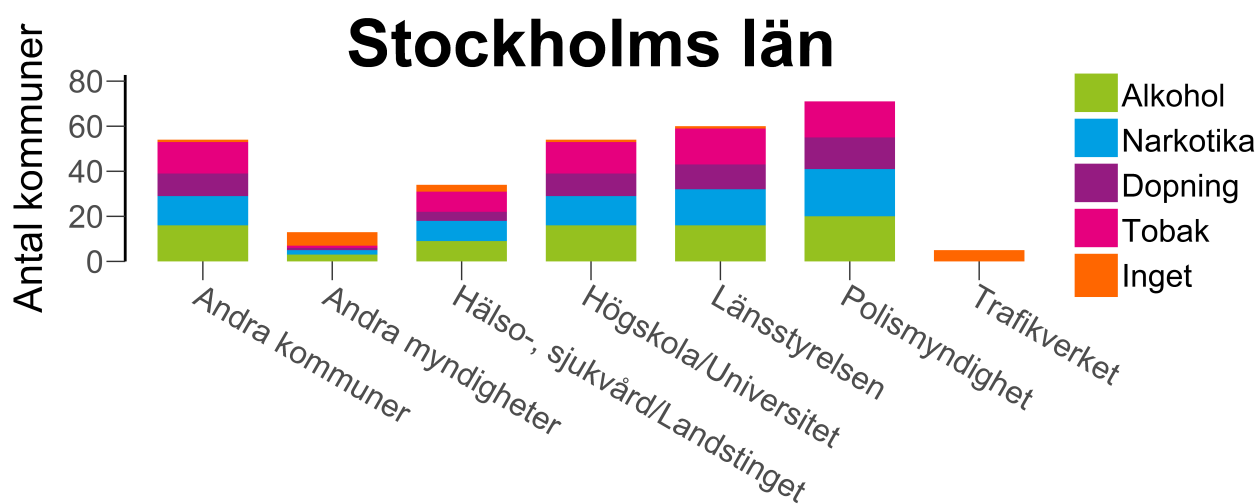 Stockholms län
Antal kommuner
80
60
40
20
0
Andra kommuner
Andra myndigheter
Hälso-, sjukvård/Landstinget
Högskola/Universitet
Länsstyrelsen
Polismyndighet
Trafikverket
Alkohol
Narkotika
Dopning
Tobak
Inget